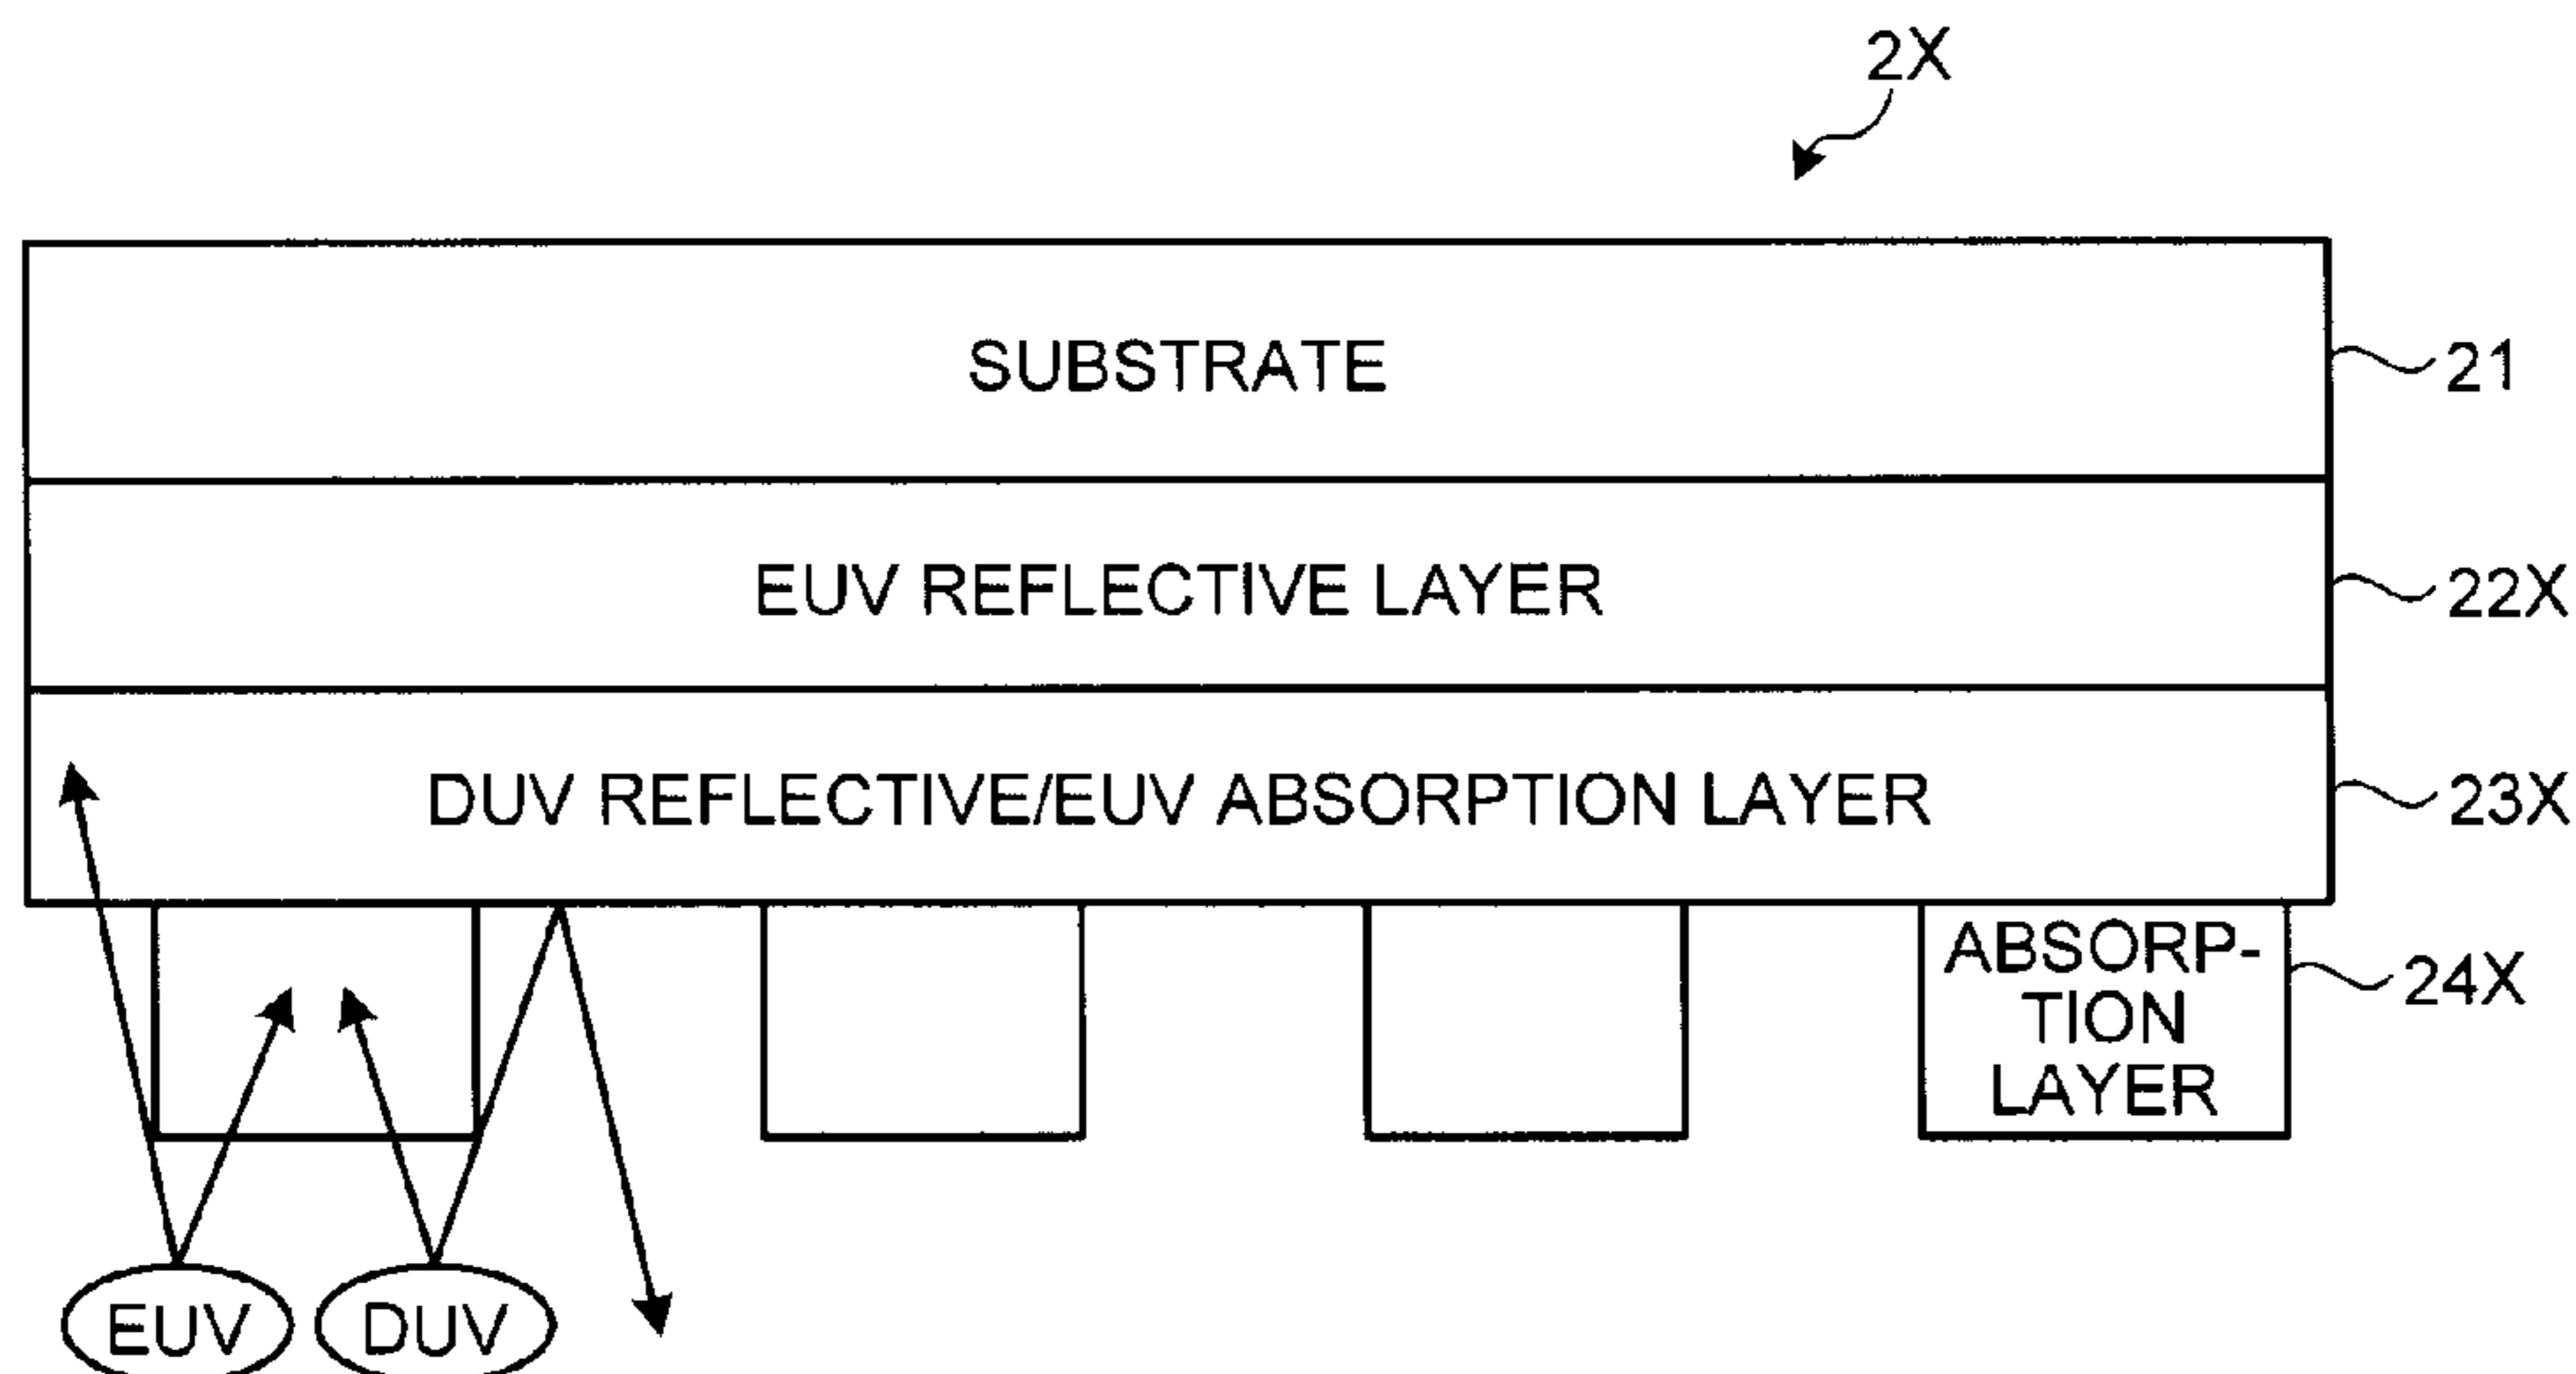 2X
SUBSTRATE
21
EUV REFLECTIVE LAYER
22X
DUV REFLECTIVE/EUV ABSORPTION LAYER
23X
ABSORP-
TION
LAYER
24X
EUV
DUV